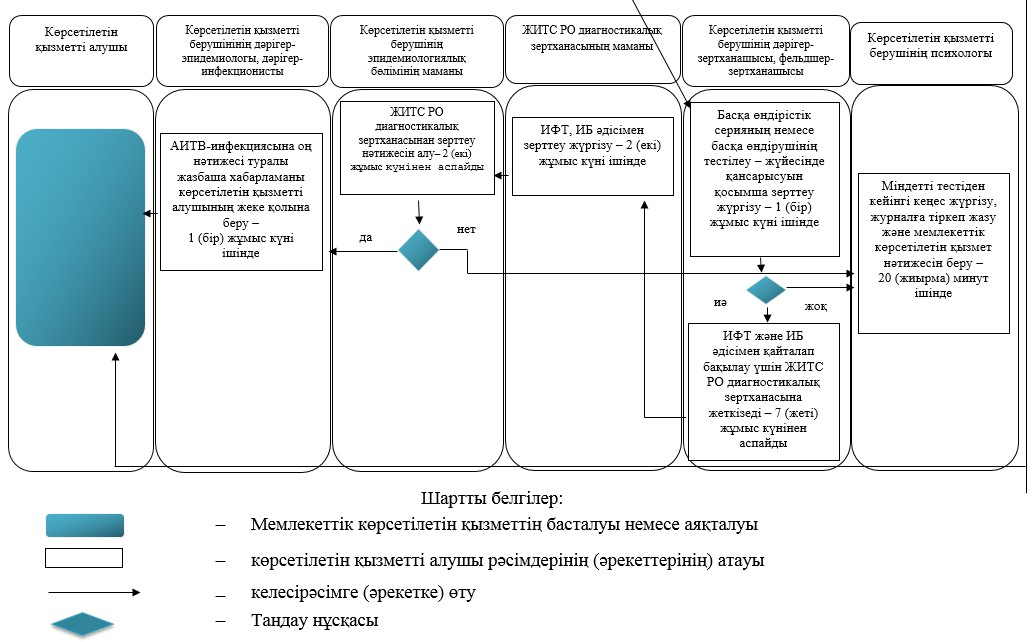 Көрсетілетін
қызметті алушы
Көрсетілетін қызметті
берушінінің дәрігер-
эпидемиологы, дәрігер-
инфекционисты
Көрсетілетін қызметті
берушінің
эпидемиологиялық
бөлімінің маманы
ЖИТС РО диагностикалық
зертханасының маманы
Көрсетілетін қызметті
берушінің дәрігер-
зертханашысы, фельдшер-
зертханашысы
Көрсетілетін қызметті
берушінің психологы
АИТВ-инфекциясына оң
нәтижесі туралы
жазбаша хабарламаны
көрсетілетін қызметті
алушының жеке қолына
беру –
1 (бір) жұмыс күні
ішінде
ЖИТС РО
диагностикалық
зертханасынан зерттеу
нәтижесін алу– 2 (екі)
жұмыс күнінен аспайды
да
нет
ИФТ, ИБ әдісімен
зерттеу жүргізу – 2 (екі)
жұмыс күні ішінде
Басқа өндірістік
серияның немесе
басқа өндірушінің
тестілеу – жүйесінде
қансарысуын
қосымша зерттеу
жүргізу – 1 (бір)
жұмыс күні ішінде
иә
жоқ
ИФТ және ИБ
әдісімен қайталап
бақылау үшін ЖИТС
РО диагностикалық
зертханасына
жеткізеді – 7 (жеті)
жұмыс күнінен
аспайды
Міндетті тестіден
кейінгі кеңес жүргізу,
журналға тіркеп жазу
және мемлекеттік
көрсетілетін қызмет
нәтижесін беру –
20 (жиырма) минут
ішінде
Шартты белгілер:
– Мемлекеттік көрсетілетін қызметтің басталуы немесе аяқталуы
– көрсетілетін қызметті алушы рәсімдерінің (әрекеттерінің) атауы
– келесірәсімге (әрекетке) өту
– Таңдау нұсқасы